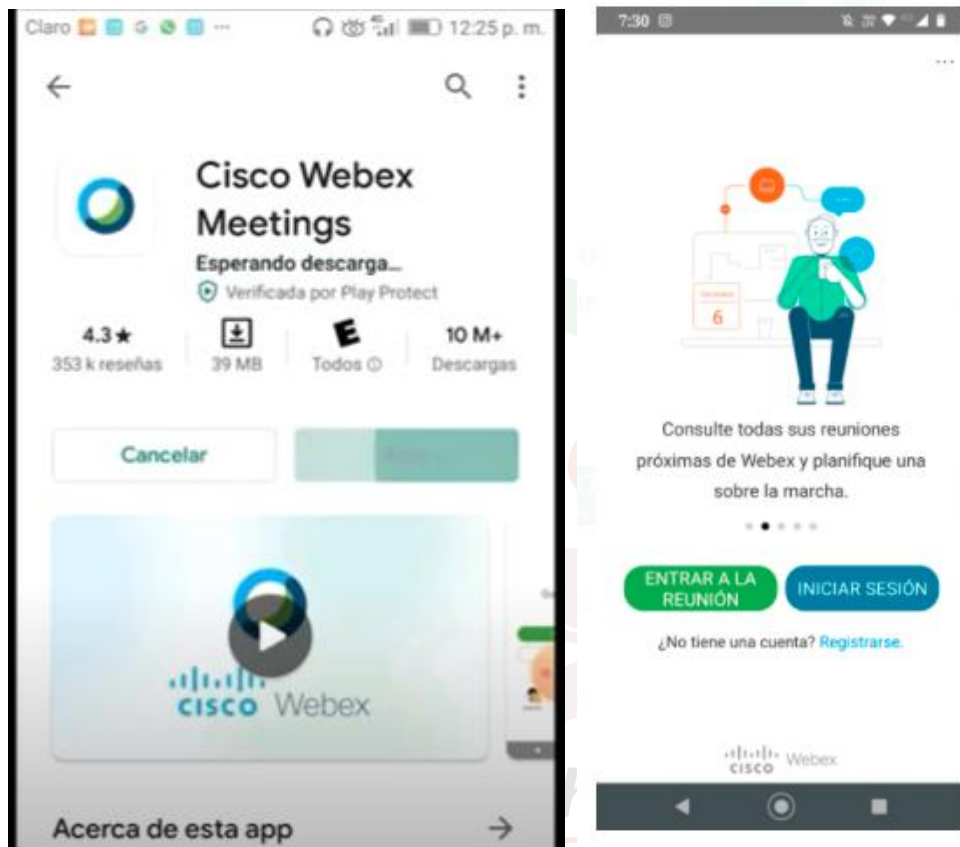 Claro
12:25 p. m.
Cisco Webex
Meetings
Esperando descarga...
Verificada por Play Protect
4.3★
353 k reseñas
39 MB
E
Todos
10 M+
Descargas
Cancelar
CISCO Webex
Acerca de esta app
7:30
Consulte todas sus reuniones
próximas de Webex y planifique una
sobre la marcha.
6
ENTRAR A LA
REUNIÓN
INICIAR SESIÓN
¿No tiene una cuenta? Registrarse.
CISCO Webex